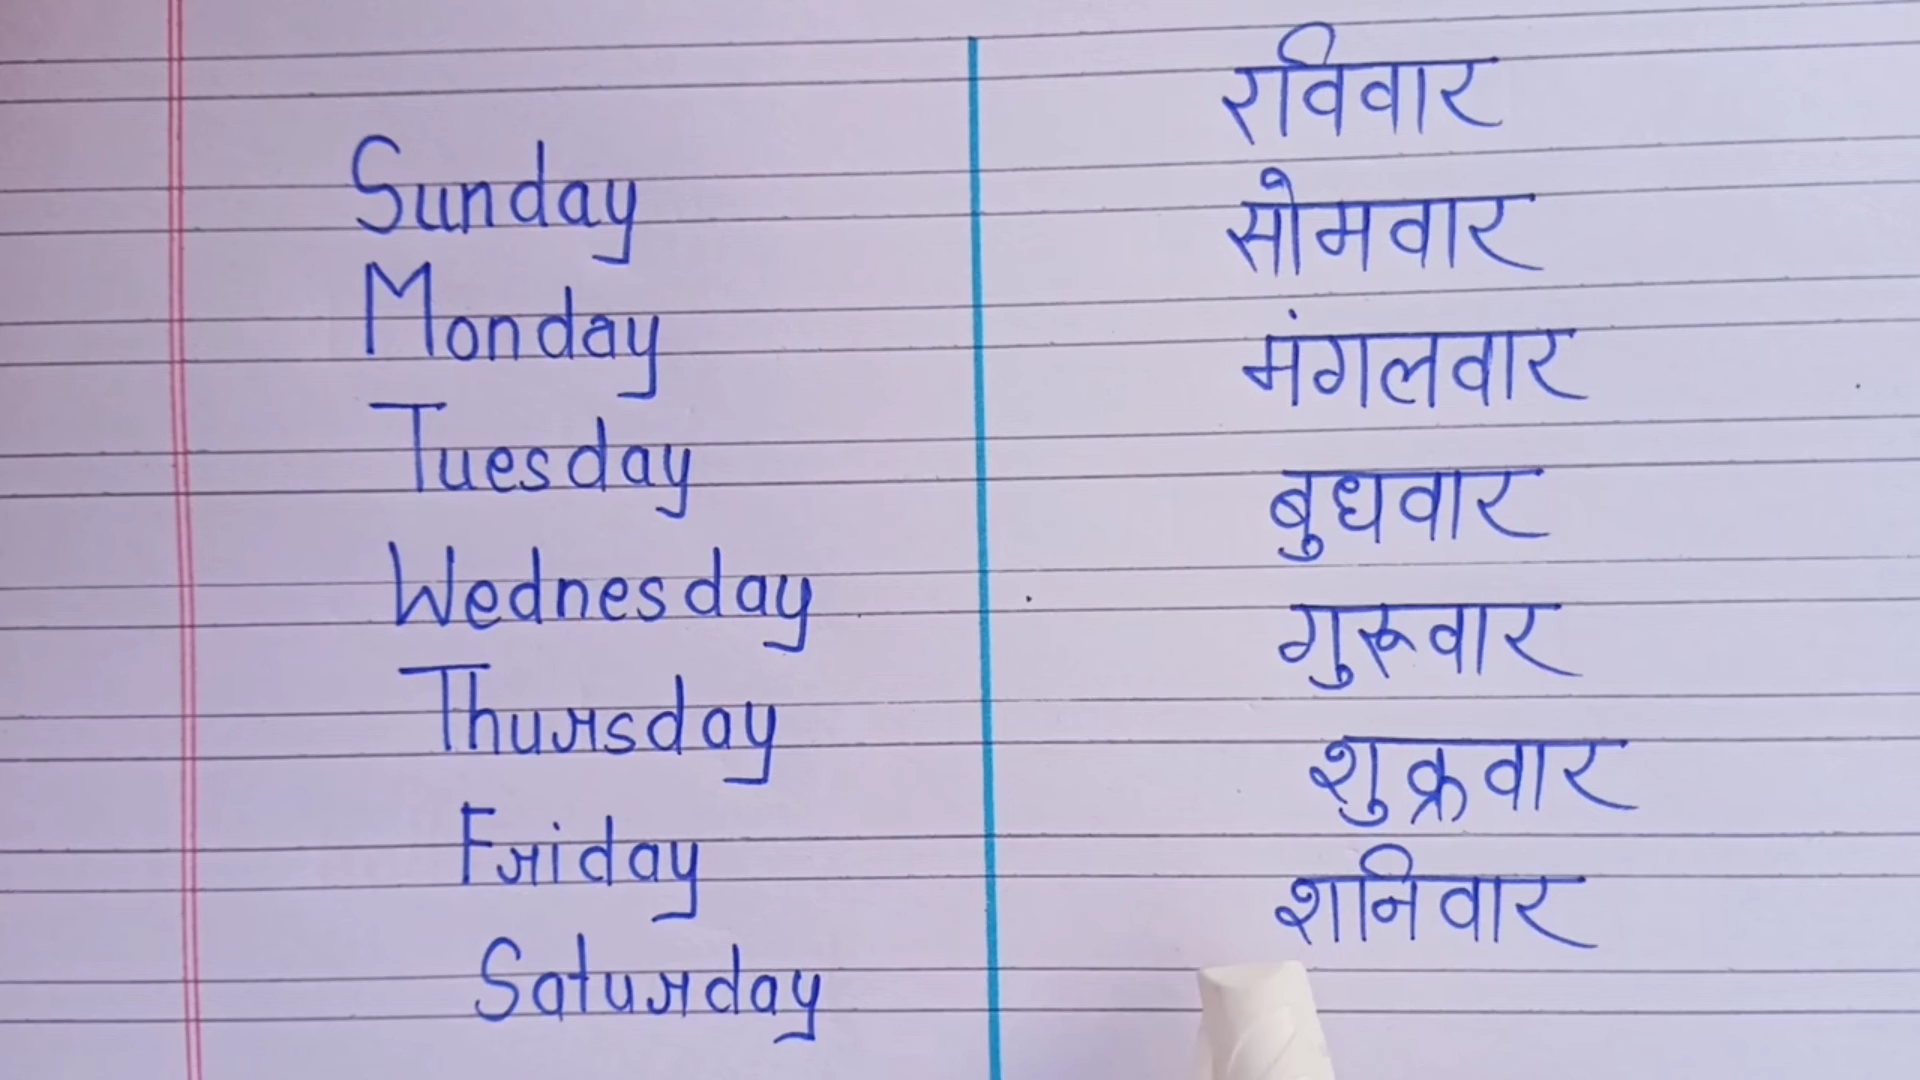 Sunday रविवार
Monday सोमवार
Tuesday मंगलवार
Wednesday बुधवार
Thursday गुरूवार
Friday शुक्रवार
Saturday शनिवार